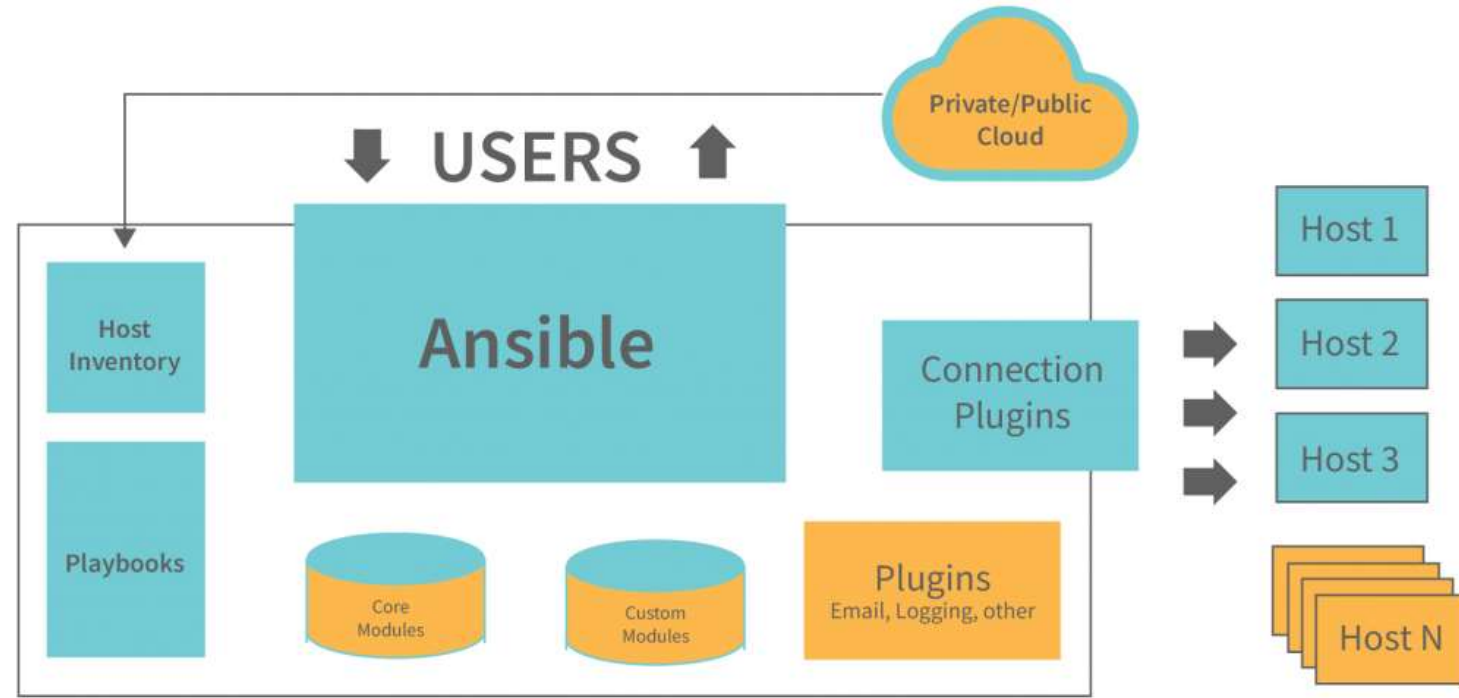 Private/Public
Cloud
USERS
Host 1
Host
Inventory
Ansible
Connection
Plugins
Host 2
Host 3
Playbooks
Core
Modules
Custom
Modules
Plugins
Email, Logging, other
Host N